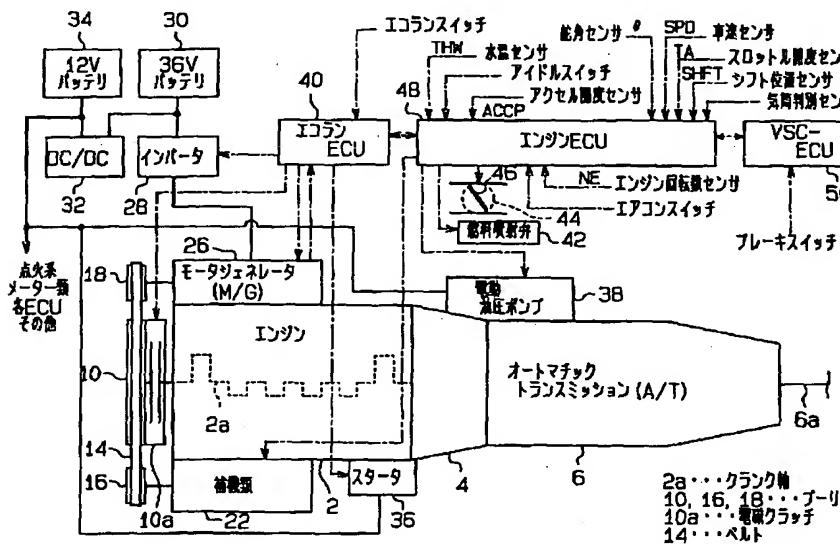 34
30
12V
バッテリ
36V
バッテリ
エコランスイッチ
THW
水温センサ
アイドルスイッチ
ACCP
アクセル開度センサ
舵角センサ θ
SPD 車速センサ
TA
スロットル開度セン
SHFT
シフト位置センサ
気筒判別セン
40
エコラン
ECU
48
エンジンECU
VSC-
ECU
5
DC/DC
32
インバータ
28
46
44
NE エンジン回転数センサ
エアコンスイッチ
ブレーキスイッチ
燃料噴射弁
42
点火系
メーター類
各ECU
その他
26
18
モータジェネレータ
(M/G)
電動
油圧ポンプ
38
エンジン
10
2a
オートマチック
トランスミッション(A/T)
6a
14
16
補機類
スタータ
10a
22
2
36
4
6
2a・・・クランク軸
10, 16, 18・・・プーリ
10a・・・電磁クラッチ
14・・・ベルト